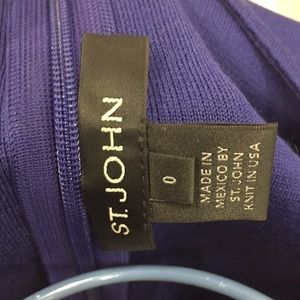 ST. JOHN
0
MADE IN
MEXICO BY
ST. JOHN
KNIT IN USA